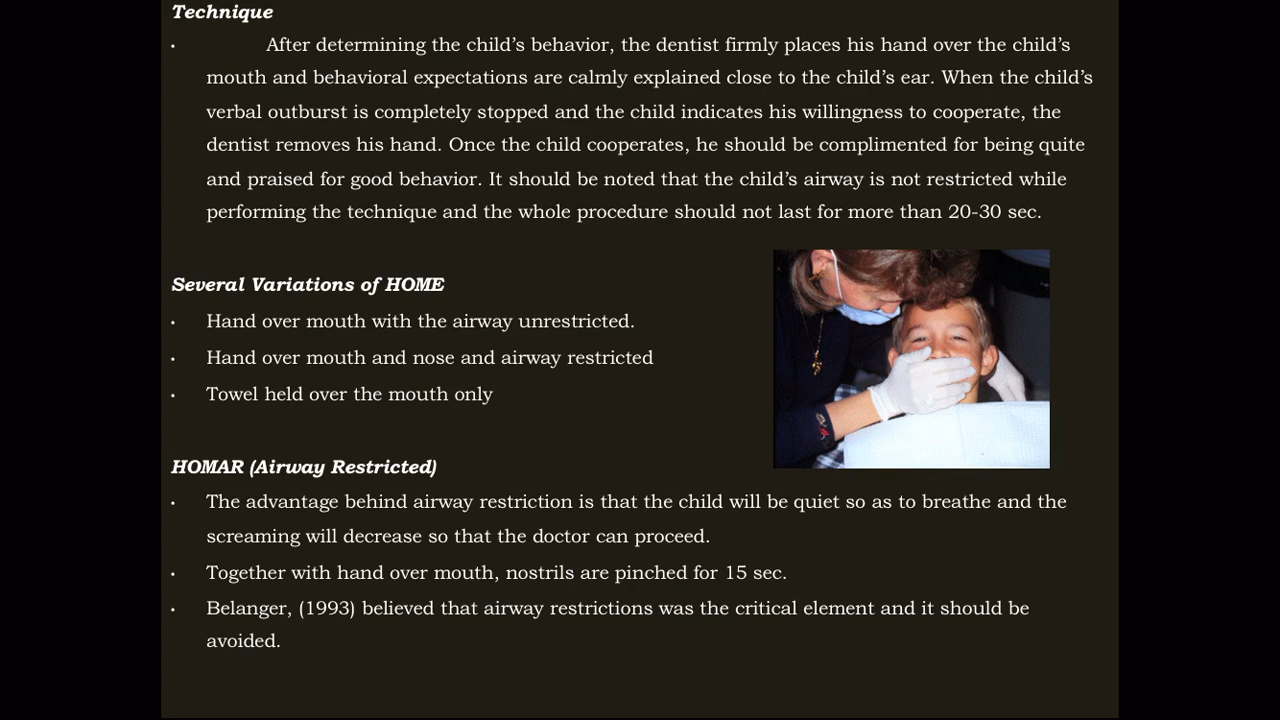 Technique
• After determining the child's behavior, the dentist firmly places his hand over the child's
mouth and behavioral expectations are calmly explained close to the child's ear. When the child's
verbal outburst is completely stopped and the child indicates his willingness to cooperate, the
dentist removes his hand. Once the child cooperates, he should be complimented for being quite
and praised for good behavior. It should be noted that the child's airway is not restricted while
performing the technique and the whole procedure should not last for more than 20-30 sec.
Several Variations of HOME
• Hand over mouth with the airway unrestricted.
• Hand over mouth and nose and airway restricted
• Towel held over the mouth only
HOMAR (Airway Restricted)
• The advantage behind airway restriction is that the child will be quiet so as to breathe and the
screaming will decrease so that the doctor can proceed.
• Together with hand over mouth, nostrils are pinched for 15 sec.
• Belanger, (1993) believed that airway restrictions was the critical element and it should be
avoided.